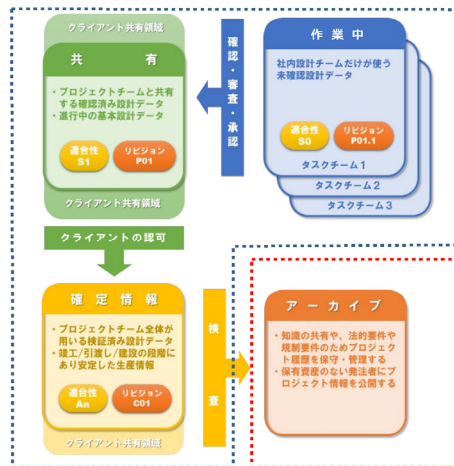 クライアント共有領域
共有
・プロジェクトチームと共有
する確認済み設計データ
・進行中の基本設計データ
適合性
S1
リビジョン
P01
クライアント共有領域
確認・審査・承認
作業中
社内設計チームだけが使う
未確認設計データ
適合性
S0
リビジョン
P01.1
タスクチーム1
タスクチーム2
タスクチーム3
クライアントの認可
確定情報
・プロジェクトチーム全体が
用いる検証済み設計データ
・竣工/引渡し/建設の段階に
あり安定した生産情報
適合性
An
リビジョン
C01
クライアント共有領域
検査
アーカイブ
・知識の共有や、法的要件や
規制要件のためプロジェクト
履歴を保守・管理する
・保有資産のない発注者にプ
ロジェクト情報を公開する